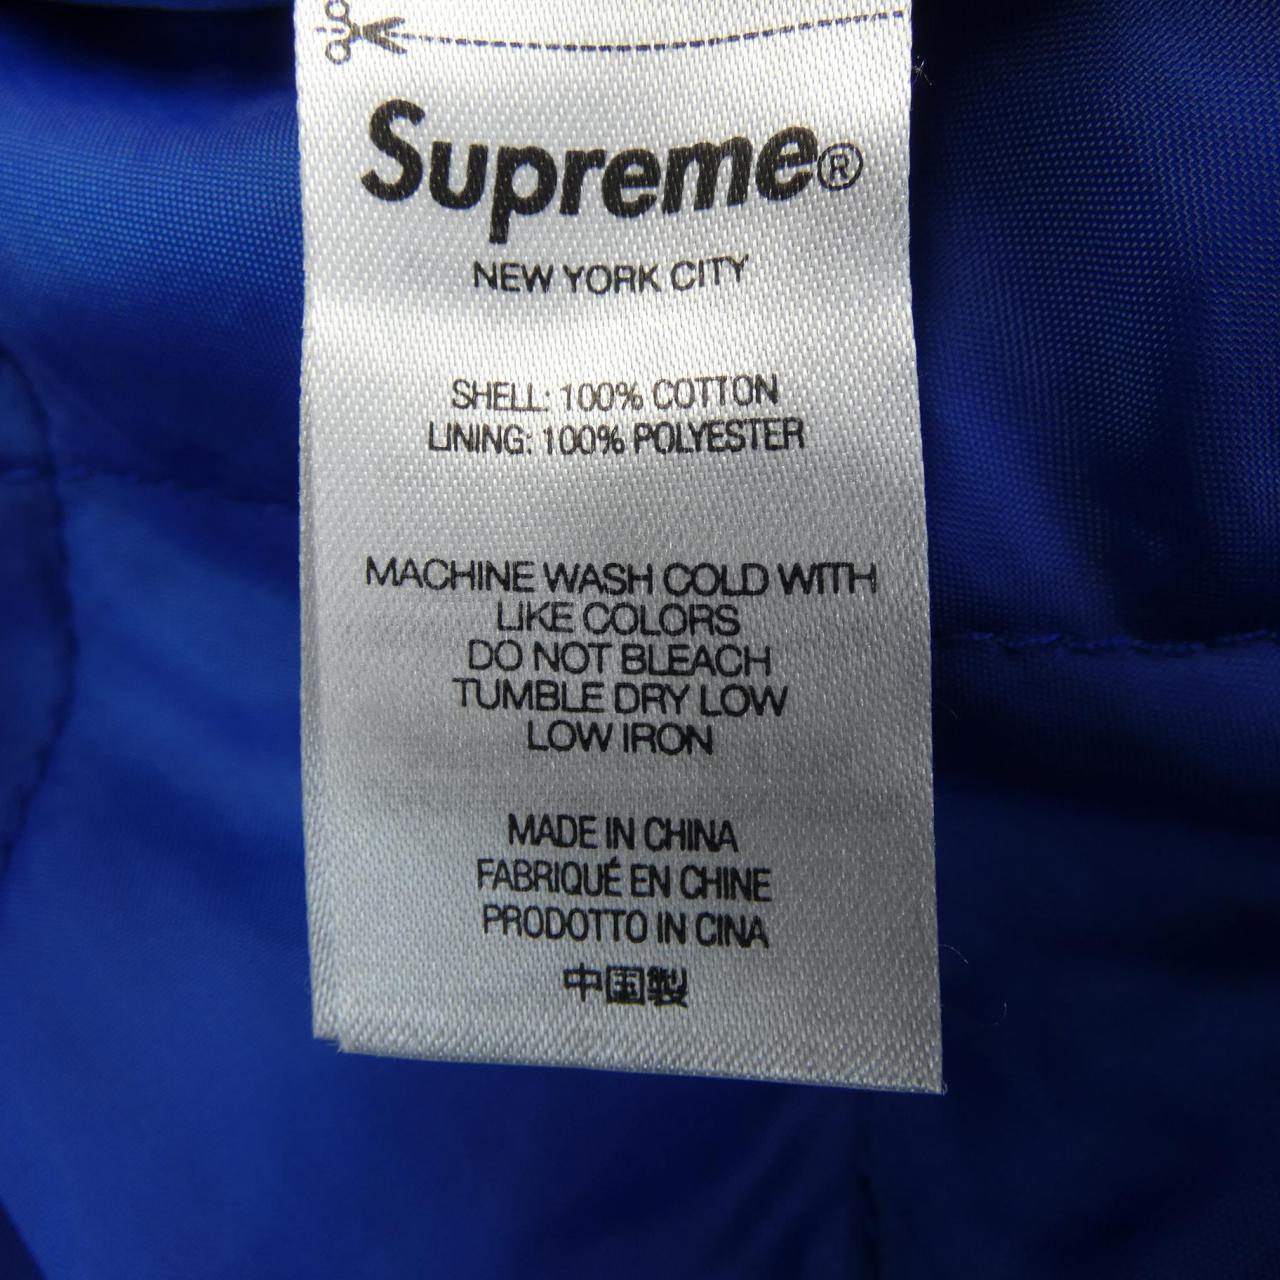 Supreme®
NEW YORK CITY
SHELL: 100% COTTON
LINING: 100% POLYESTER
MACHINE WASH COLD WITH
LIKE COLORS
DO NOT BLEACH
TUMBLE DRY LOW
LOW IRON
MADE IN CHINA
FABRIQUÉ EN CHINE
PRODOTTO IN CINA
中国製